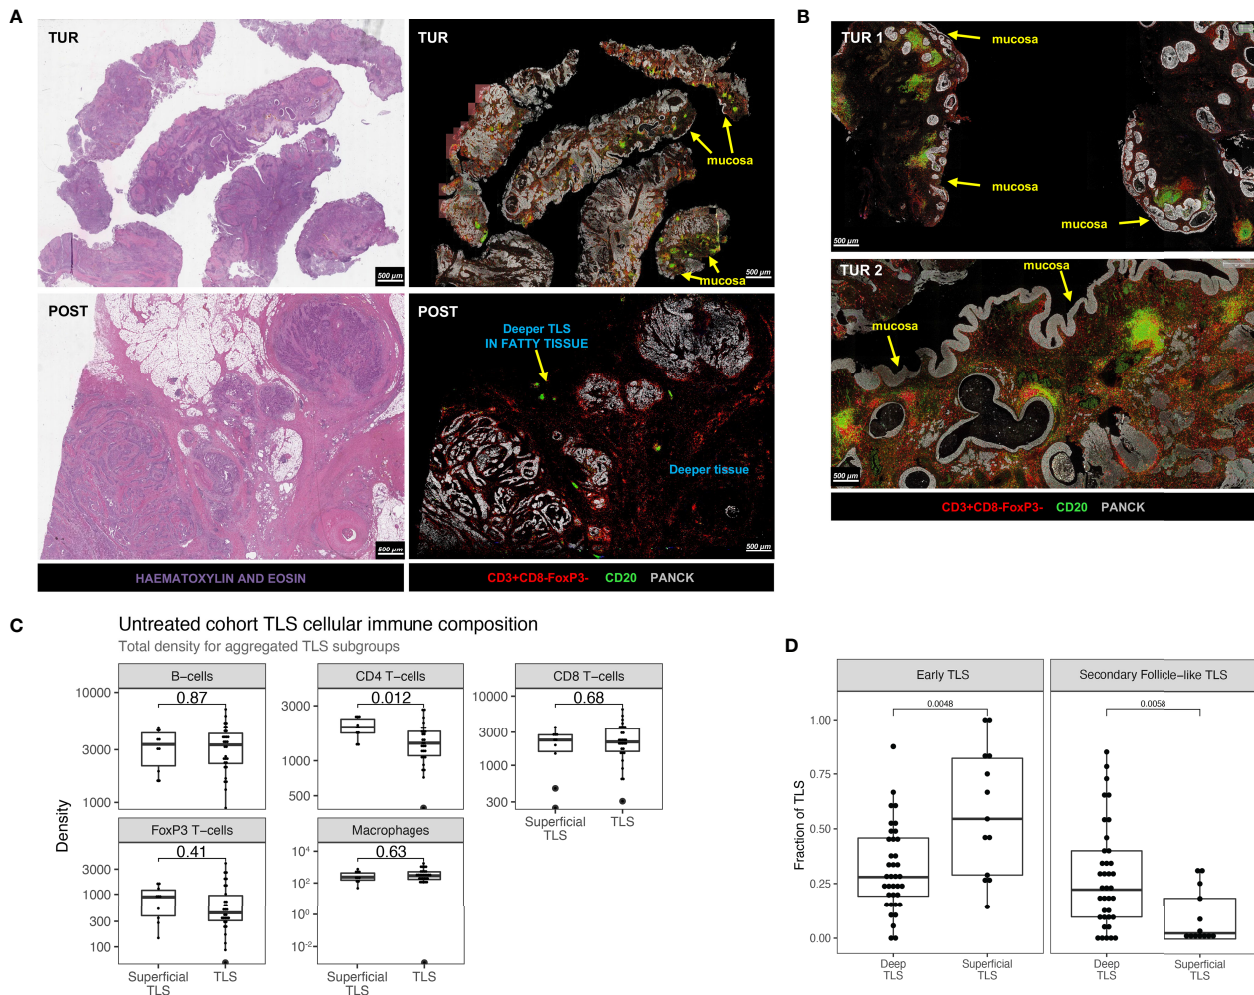 A
TUR
500 µm
TUR
mucosa
mucosa
500 µm
POST
500 µm
POST
Deeper TLS
IN FATTY TISSUE
Deeper tissue
500 µm
HAEMATOXYLIN AND EOSIN
CD3+CD8-FoxP3- CD20 PANCK
B
TUR 1
mucosa
mucosa
mucosa
500 µm
TUR 2
mucosa
mucosa
500 µm
CD3+CD8-FoxP3- CD20 PANCK
C
Untreated cohort TLS cellular immune composition
Total density for aggregated TLS subgroups
Density
B-cells
0.87
10000
3000
1000
CD4 T-cells
0.012
3000
1000
500
CD8 T-cells
0.68
10000
3000
1000
300
Superficial TLS
TLS
FoxP3 T-cells
0.41
3000
1000
300
100
Superficial TLS
TLS
Macrophages
0.63
10⁴
10²
10⁰
10⁻²
Superficial TLS
TLS
D
Fraction of TLS
Early TLS
0.0048
1.00
0.75
0.50
0.25
0.00
Deep TLS
Superficial TLS
Secondary Follicle-like TLS
0.0058
Deep TLS
Superficial TLS